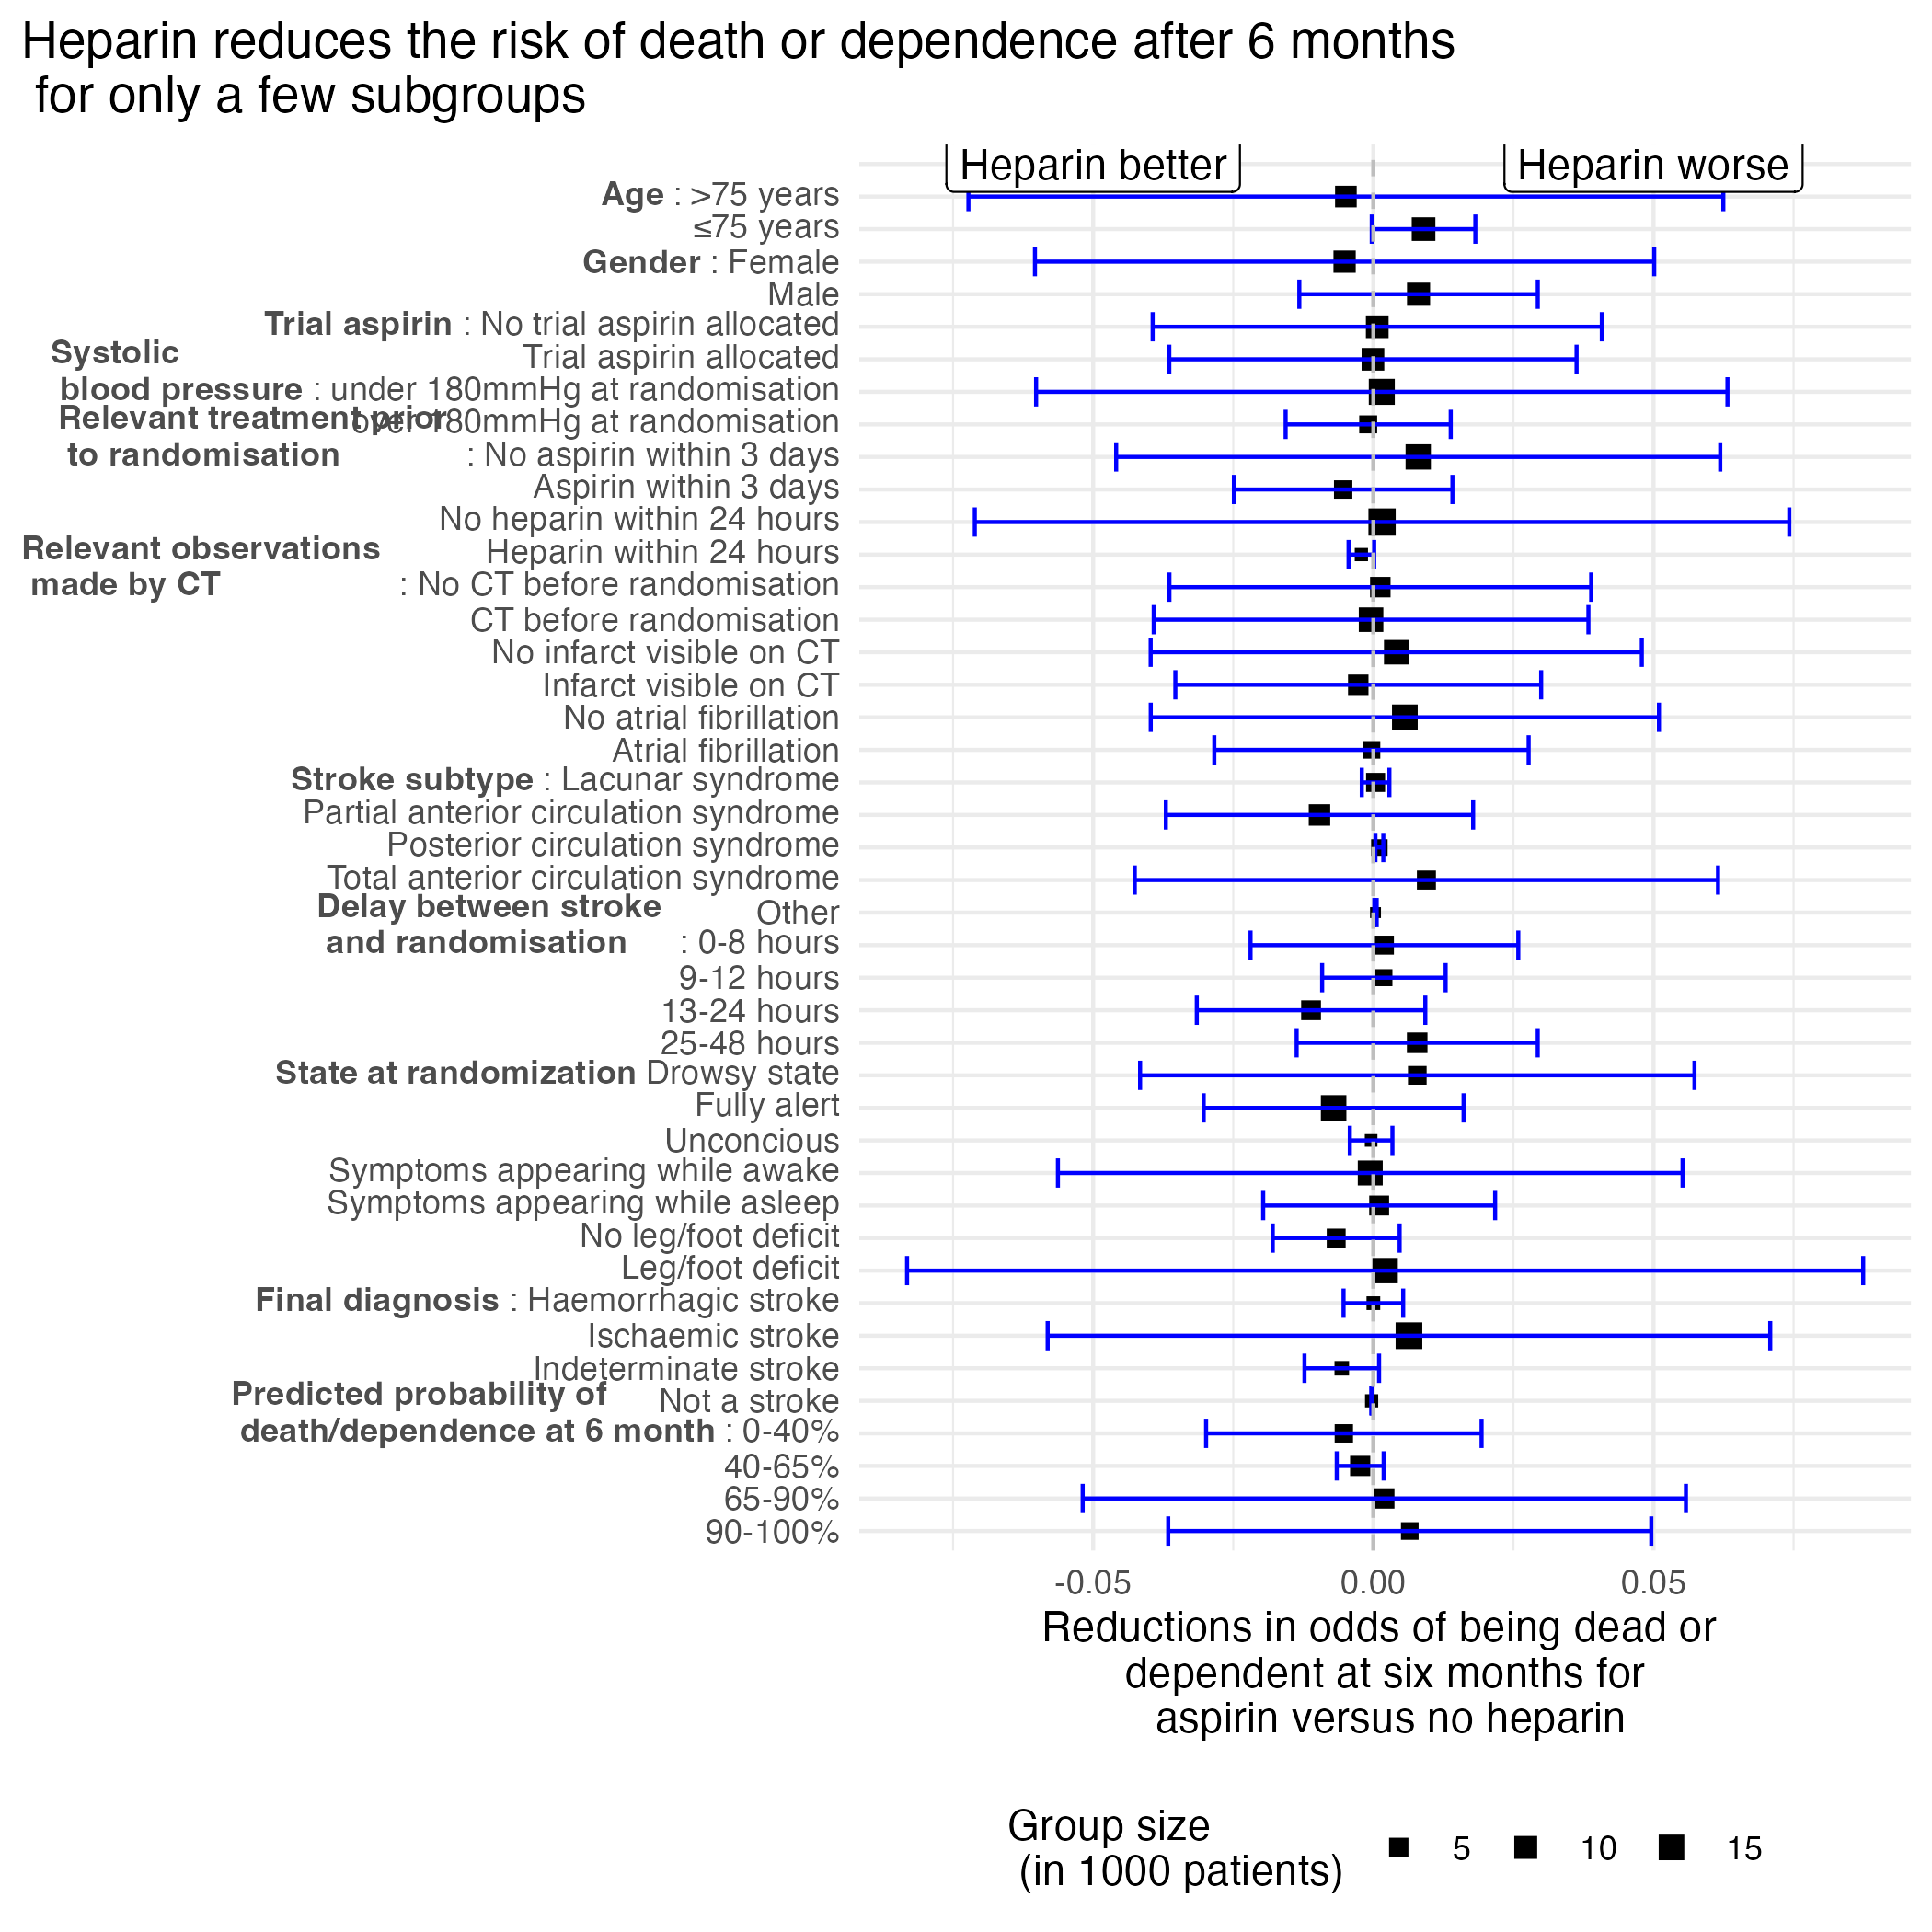 Heparin reduces the risk of death or dependence after 6 months
for only a few subgroups
Heparin better
Heparin worse
Age : >75 years
≤75 years
Gender : Female
Male
Trial aspirin : No trial aspirin allocated
Trial aspirin allocated
Systolic
blood pressure : under 180mmHg at randomisation
over 180mmHg at randomisation
Relevant treatment prior
to randomisation : No aspirin within 3 days
Aspirin within 3 days
No heparin within 24 hours
Heparin within 24 hours
Relevant observations
made by CT : No CT before randomisation
CT before randomisation
No infarct visible on CT
Infarct visible on CT
No atrial fibrillation
Atrial fibrillation
Stroke subtype : Lacunar syndrome
Partial anterior circulation syndrome
Posterior circulation syndrome
Total anterior circulation syndrome
Other
Delay between stroke
and randomisation : 0-8 hours
9-12 hours
13-24 hours
25-48 hours
State at randomization Drowsy state
Fully alert
Unconcious
Symptoms appearing while awake
Symptoms appearing while asleep
No leg/foot deficit
Leg/foot deficit
Final diagnosis : Haemorrhagic stroke
Ischaemic stroke
Indeterminate stroke
Not a stroke
Predicted probability of
death/dependence at 6 month : 0-40%
40-65%
65-90%
90-100%
-0.05 0.00 0.05
Reductions in odds of being dead or
dependent at six months for
aspirin versus no heparin
Group size
(in 1000 patients)
5 10 15